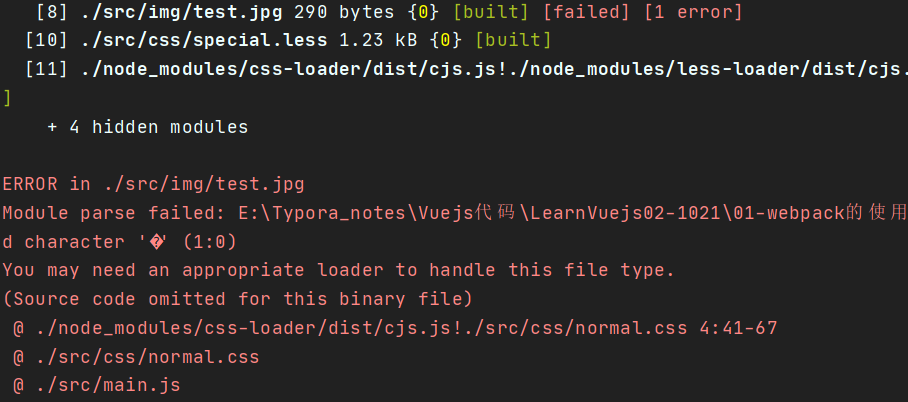 [8] ./src/img/test.jpg 290 bytes {0} [built] [failed] [1 error]
[10] ./src/css/special.less 1.23 kB {0} [built]
[11] ./node_modules/css-loader/dist/cjs.js!./node_modules/less-loader/dist/cjs.
]
+ 4 hidden modules
ERROR in ./src/img/test.jpg
Module parse failed: E:\Typora_notes\Vuejs代码\LearnVuejs02-1021\01-webpack的使用
d character '�' (1:0)
You may need an appropriate loader to handle this file type.
(Source code omitted for this binary file)
@ ./node_modules/css-loader/dist/cjs.js!./src/css/normal.css 4:41-67
@ ./src/css/normal.css
@ ./src/main.js